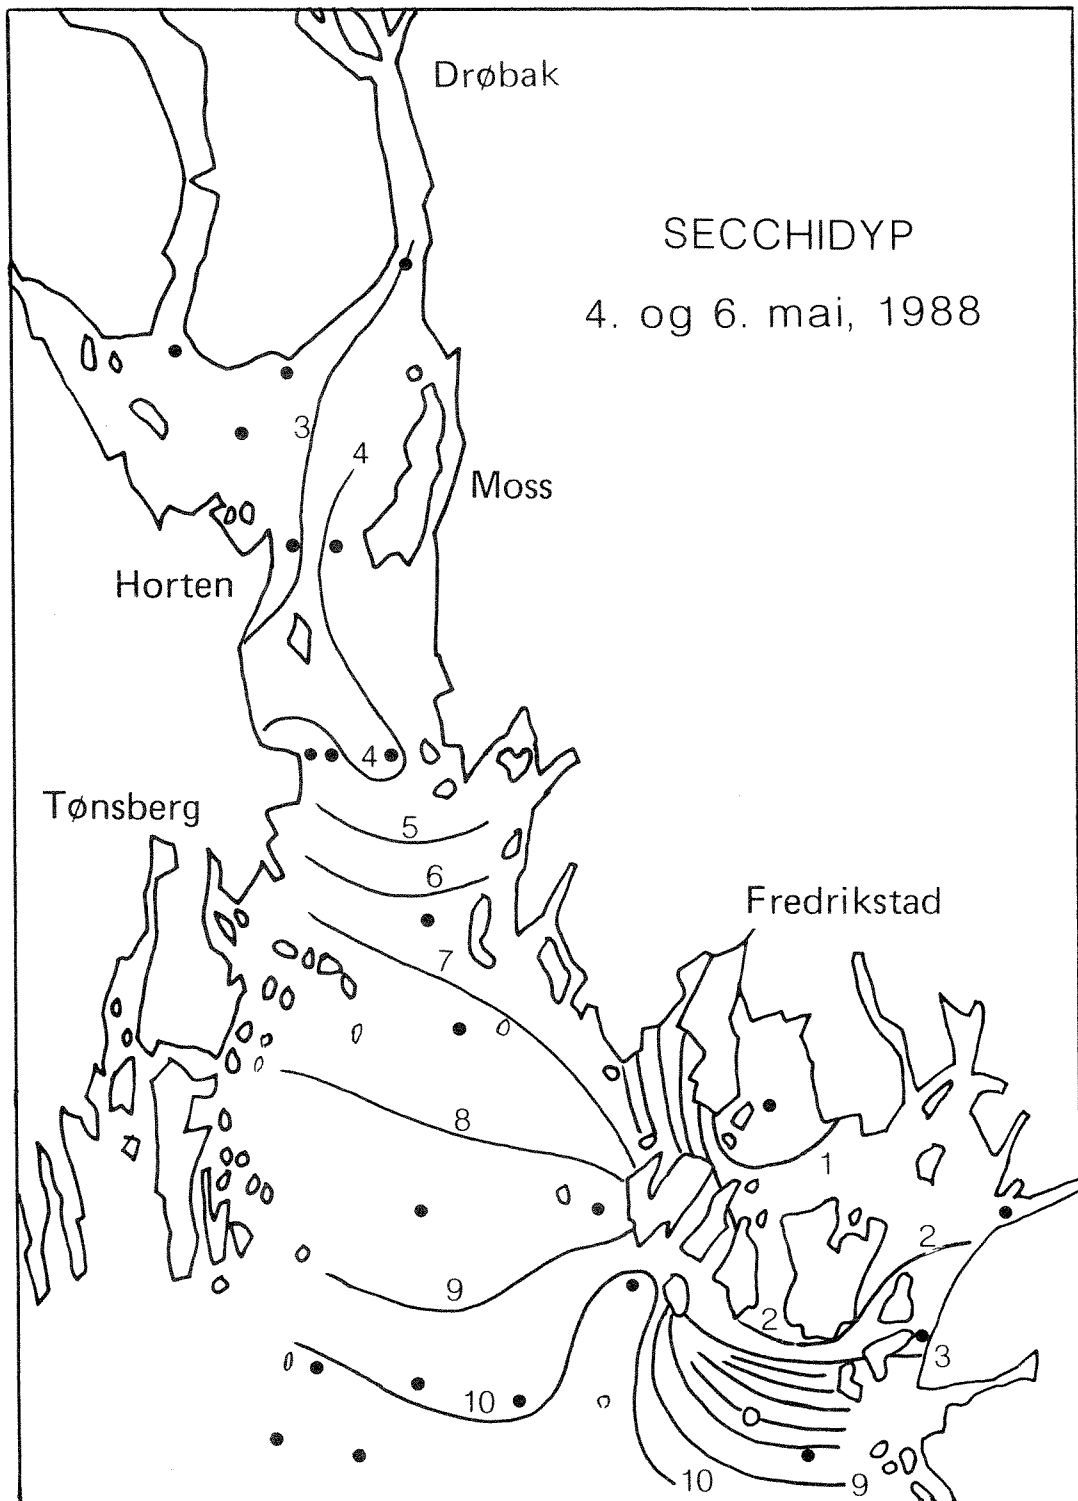 Drøbak
SECCHIDYP
4. og 6. mai, 1988
3
4
Moss
Horten
4
Tønsberg
5
6
Fredrikstad
7
8
1
2
9
2
3
10
10
9